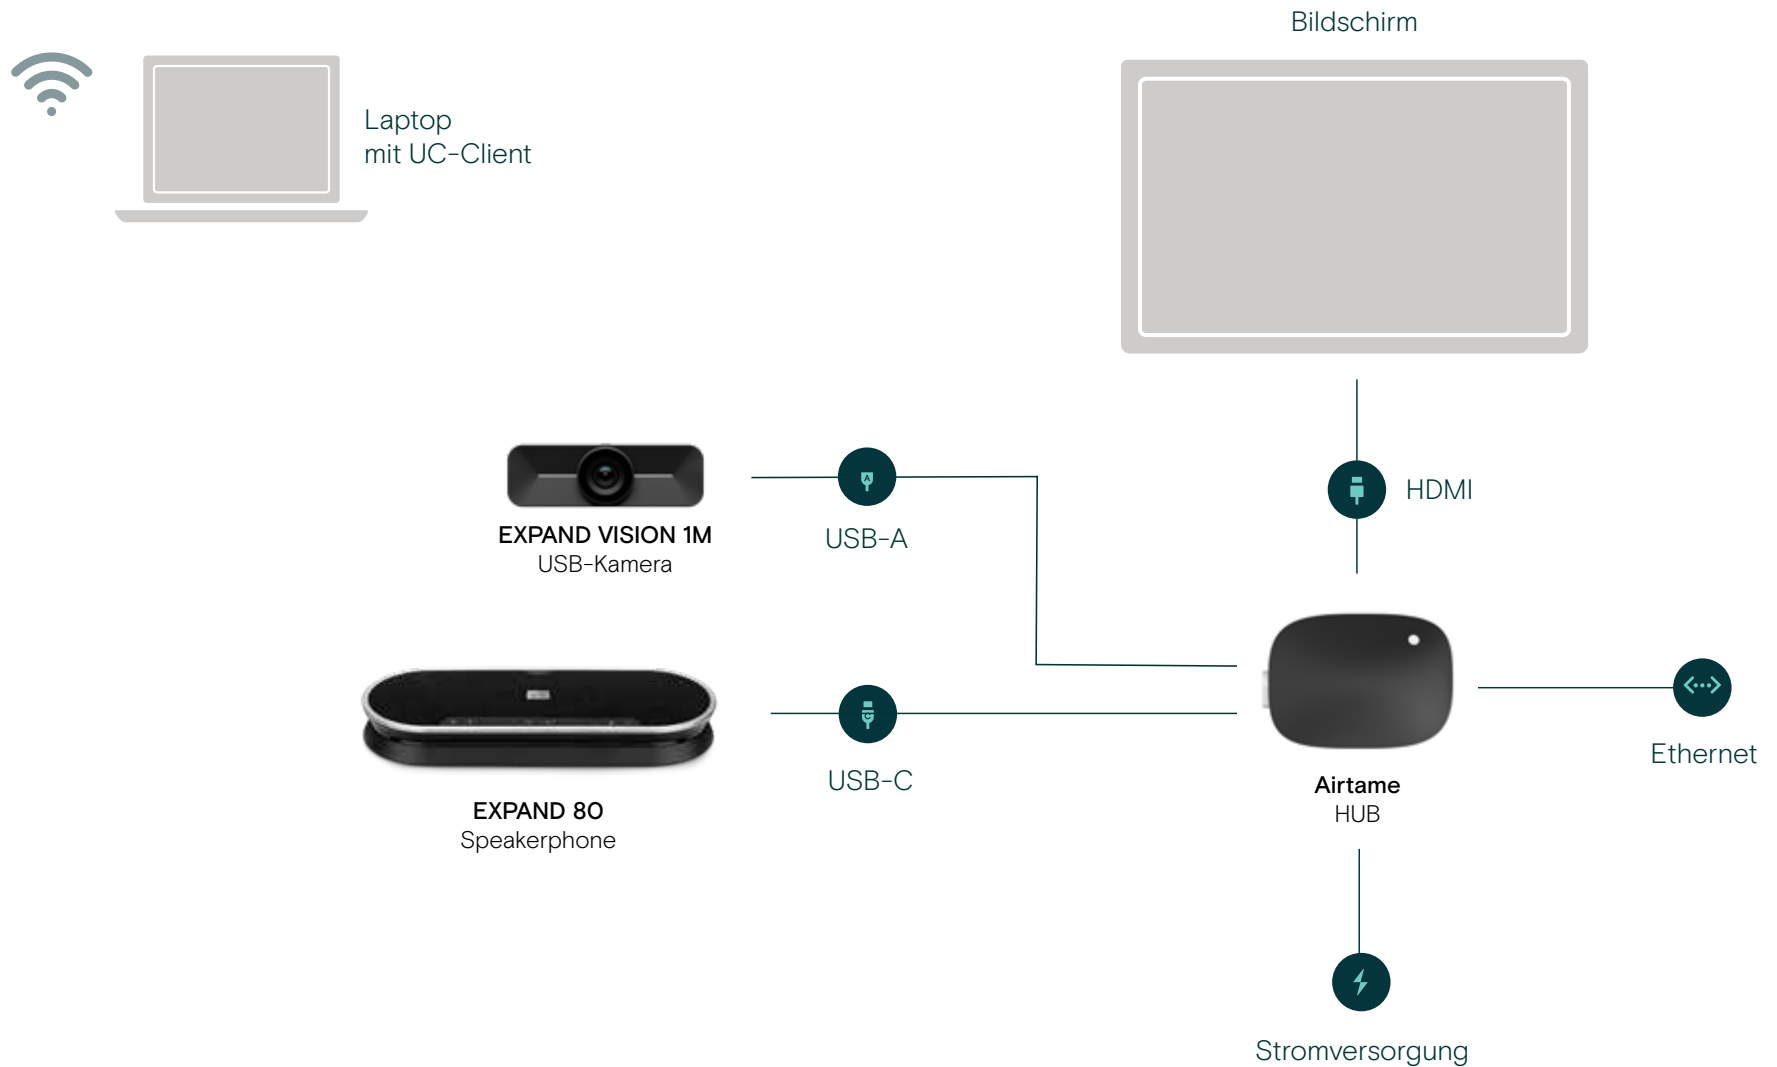 Bildschirm
Laptop
mit UC-Client
HDMI
EXPAND VISION 1M
USB-Kamera
USB-A
USB-C
EXPAND 80
Speakerphone
Airtame
HUB
Ethernet
Stromversorgung